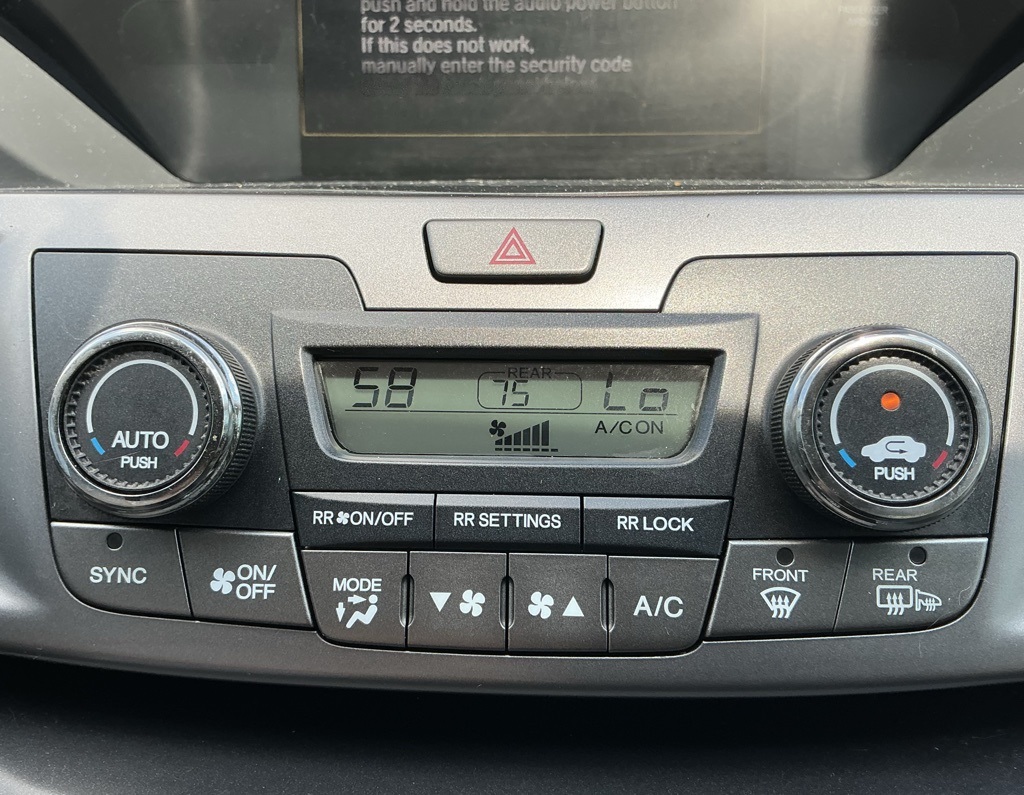 push and hold the audio power button
for 2 seconds.
If this does not work,
manually enter the security code
58
REAR
75
Lo
A/C ON
AUTO
PUSH
PUSH
RR ON/OFF
RR SETTINGS
RR LOCK
SYNC
ON/
OFF
MODE
A/C
FRONT
REAR